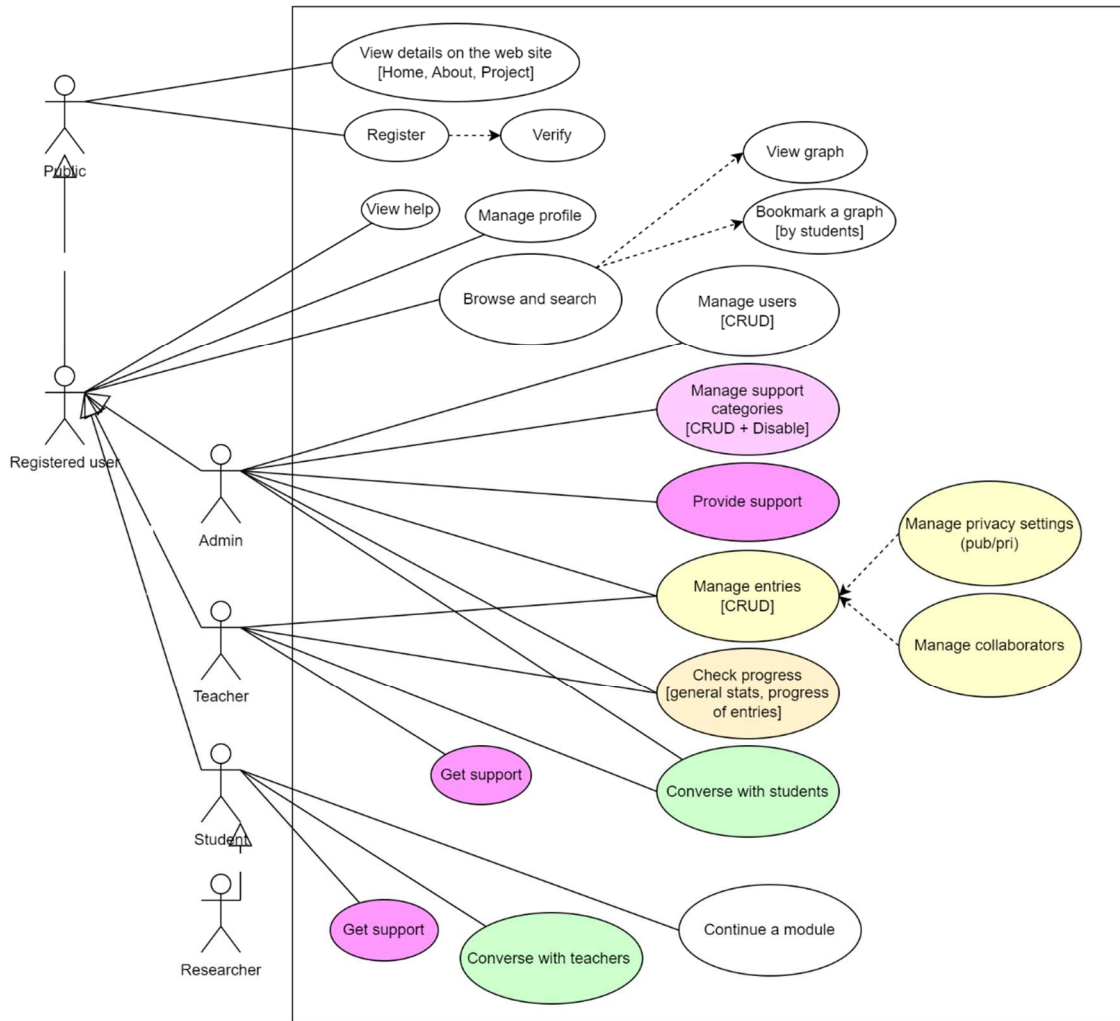 View details on the web site
[Home, About, Project]
Public
Register
Verify
View graph
View help
Manage profile
Bookmark a graph
[by students]
Browse and search
Manage users
[CRUD]
Registered user
Manage support
categories
[CRUD + Disable]
Admin
Provide support
Manage privacy settings
(pub/pri)
Manage entries
[CRUD]
Manage collaborators
Teacher
Check progress
[general stats, progress
of entries]
Get support
Converse with students
Student
Researcher
Get support
Converse with teachers
Continue a module